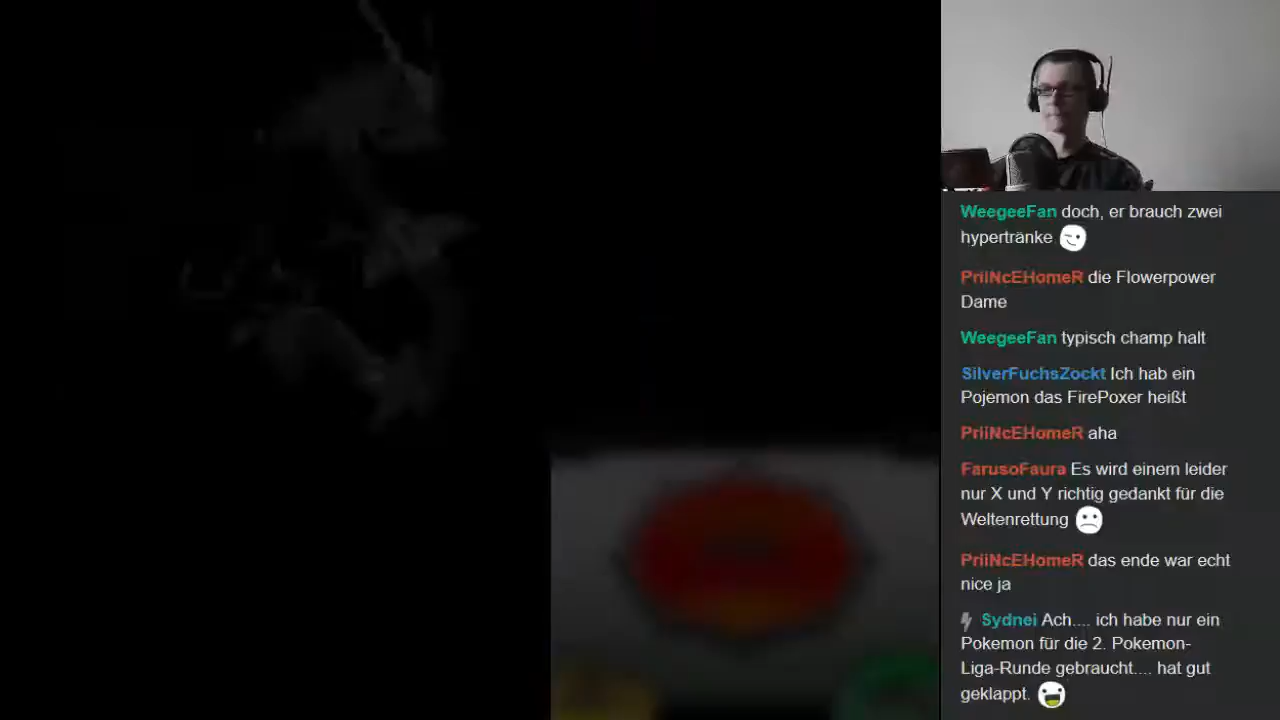 WeegeeFan doch, er brauch zwei
hypertränke
PriiNcEHomeR die Flowerpower
Dame
WeegeeFan typisch champ halt
SilverFuchsZockt Ich hab ein
Pojemon das FirePoxer heißt
PriiNcEHomeR aha
FarusoFaura Es wird einem leider
nur X und Y richtig gedankt für die
Weltenrettung
PriiNcEHomeR das ende war echt
nice ja
Sydnei Ach.... ich habe nur ein
Pokemon für die 2. Pokemon-
Liga-Runde gebraucht.... hat gut
geklappt.